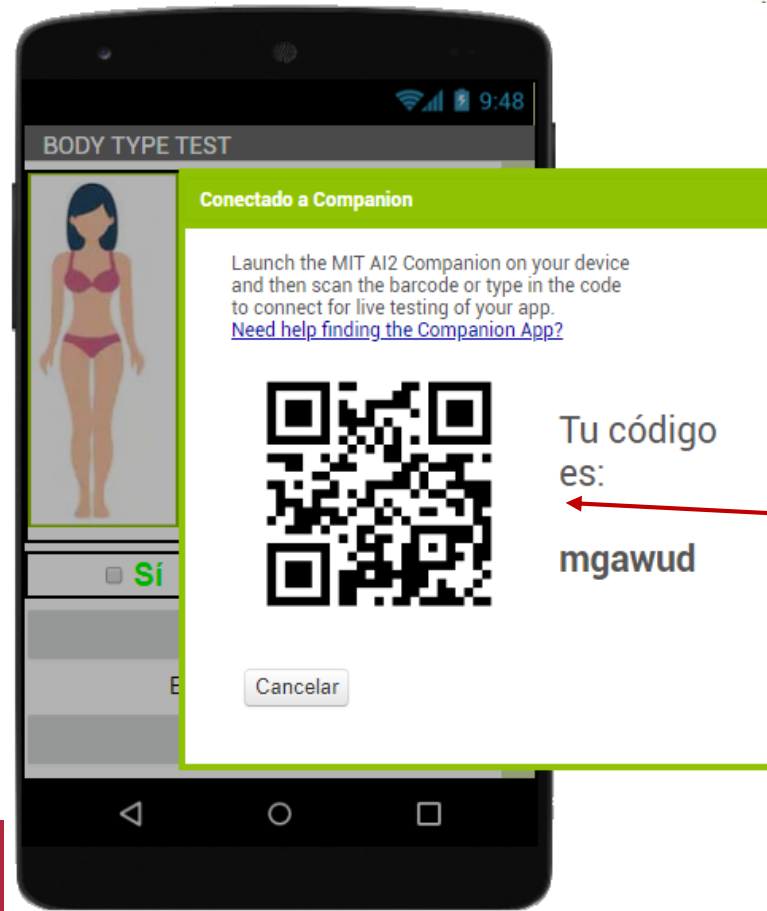 9:48
BODY TYPE TEST
Conectado a Companion
Launch the MIT AI2 Companion on your device
and then scan the barcode or type in the code
to connect for live testing of your app.
Need help finding the Companion App?
Tu código
es:
mgawud
Sí
E
Cancelar